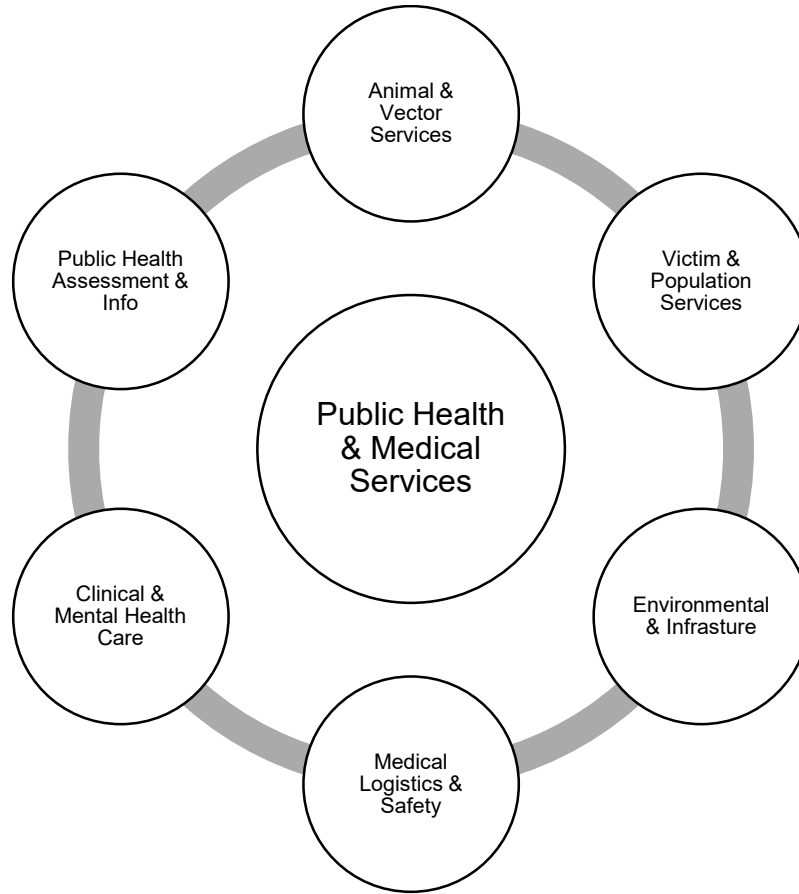 Animal &
Vector
Services
Public Health
Assessment &
Info
Victim &
Population
Services
Public Health
& Medical
Services
Clinical &
Mental Health
Care
Environmental
& Infrasture
Medical
Logistics &
Safety